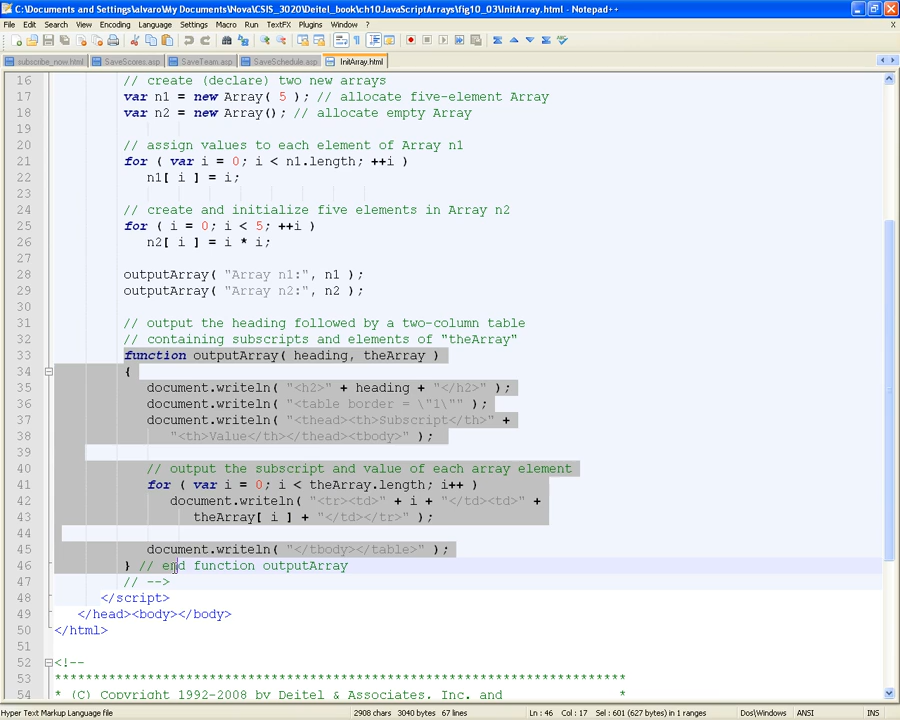 C:\Documents and Settings\alvaro\My Documents\Nova\CSIS_3020\Deitel_book\ch10JavaScriptArrays\fig10_03\InitArray.html - Notepad++
File Edit Search View Encoding Language Settings Macro Run TextFX Plugins Window ? X
subscribe_now.html SaveScores.asp SaveTeam.asp SaveSchedule.asp InitArray.html
16 // create (declare) two new arrays
17 var n1 = new Array( 5 ); // allocate five-element Array
18 var n2 = new Array(); // allocate empty Array
19
20 // assign values to each element of Array n1
21 for ( var i = 0; i < n1.length; ++i )
22 n1[ i ] = i;
23
24 // create and initialize five elements in Array n2
25 for ( i = 0; i < 5; ++i )
26 n2[ i ] = i * i;
27
28 outputArray( "Array n1:", n1 );
29 outputArray( "Array n2:", n2 );
30
31 // output the heading followed by a two-column table
32 // containing subscripts and elements of "theArray"
33 function outputArray( heading, theArray )
34 {
35 document.writeln( "<h2>" + heading + "</h2>" );
36 document.writeln( "<table border = \"1\"" );
37 document.writeln( "<thead><th>Subscript</th>" +
38 "<th>Value</th></thead><tbody>" );
39
40 // output the subscript and value of each array element
41 for ( var i = 0; i < theArray.length; i++ )
42 document.writeln( "<tr><td>" + i + "</td><td>" +
43 theArray[ i ] + "</td></tr>" );
44
45 document.writeln( "</tbody></table>" );
46 } // end function outputArray
47 // -->
48 </script>
49 </head><body></body>
50 </html>
51
52 <!--
53 **************************************************************************
54 * (C) Copyright 1992-2008 by Deitel & Associates, Inc. and *
Hyper Text Markup Language file 2908 chars 3040 bytes 67 lines Ln : 46 Col : 17 Sel : 601 (627 bytes) in 1 ranges Dos\Windows ANSI INS